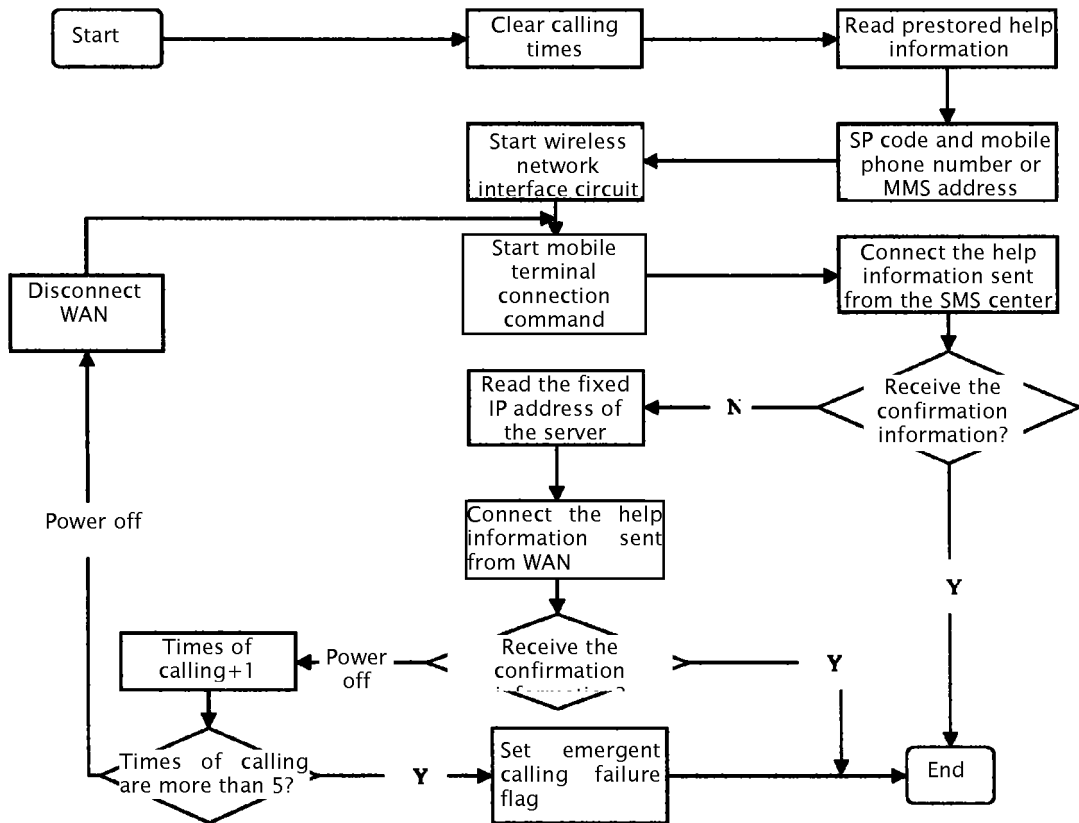 Start
Clear calling
times
Read prestored help
information
Start wireless
network
interface circuit
SP code and mobile
phone number or
MMS address
Disconnect
WAN
Start mobile
terminal
connection
command
Connect the help
information sent
from the SMS center
Read the fixed
IP address of
the server
N
Receive the
confirmation
information?
Power off
Connect the help
information sent
from WAN
Y
Times of
calling+1
Power
off
Receive the
confirmation
information?
Y
Times of calling
are more than 5?
Y
Set emergent
calling failure
flag
End